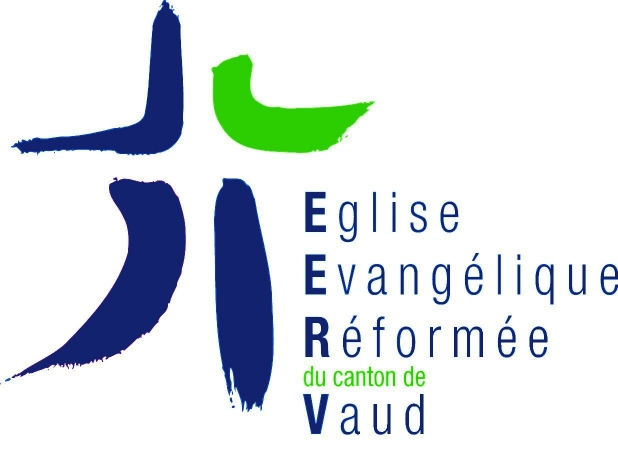 Eglise
Evangélique
Réformée
du canton de
Vaud